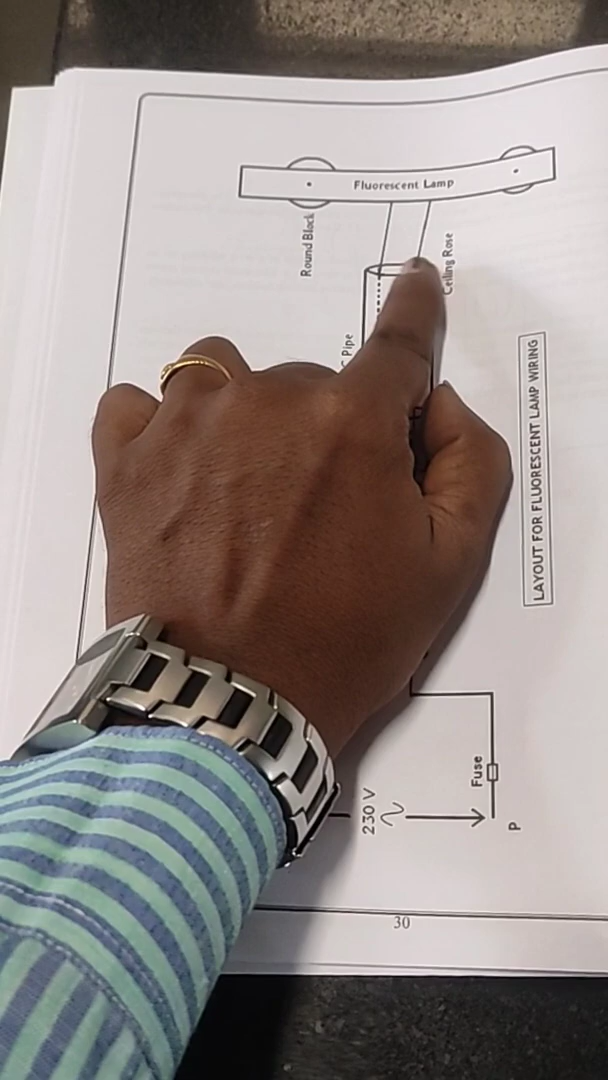 Fluorescent Lamp
Round Block
Ceiling Rose
Pipe
LAYOUT FOR FLUORESCENT LAMP WIRING
Fuse
230 V
P
30